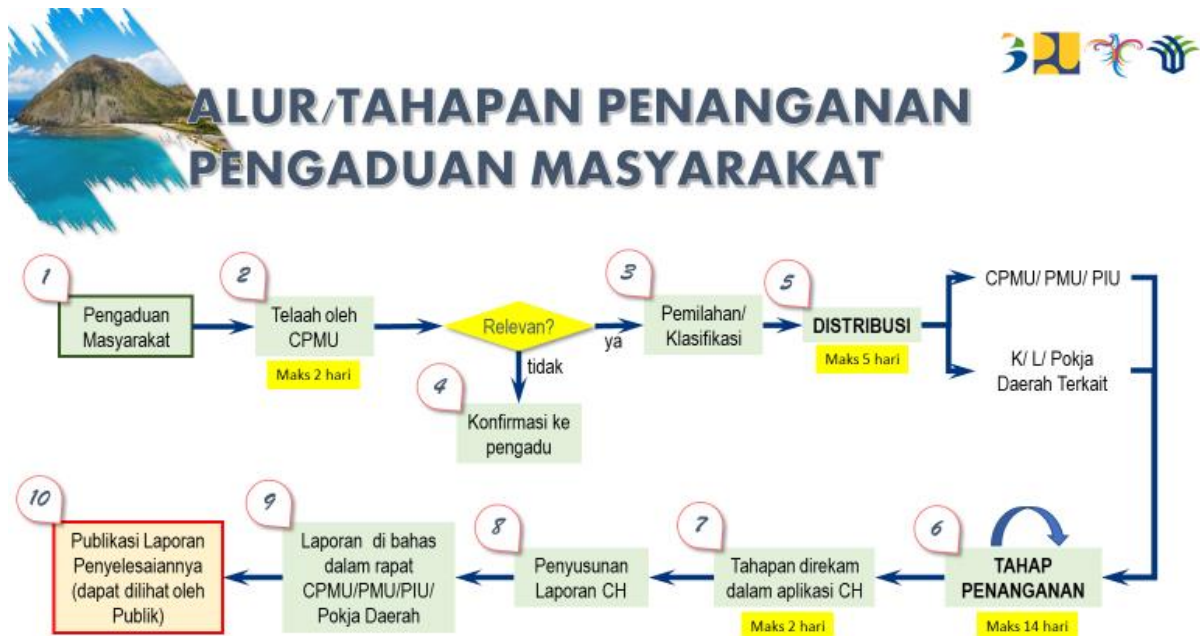 ALUR/TAHAPAN PENANGANAN
PENGADUAN MASYARAKAT
1
Pengaduan
Masyarakat
2
Telaah oleh
CPMU
Maks 2 hari
Relevan?
ya
tidak
3
Pemilahan/
Klasifikasi
4
Konfirmasi ke
pengadu
5
DISTRIBUSI
Maks 5 hari
CPMU/ PMU/ PIU
K/ L/ Pokja
Daerah Terkait
6
TAHAP
PENANGANAN
Maks 14 hari
7
Tahapan direkam
dalam aplikasi CH
Maks 2 hari
8
Penyusunan
Laporan CH
9
Laporan di bahas
dalam rapat
CPMU/PMU/PIU/
Pokja Daerah
10
Publikasi Laporan
Penyelesaiannya
(dapat dilihat oleh
Publik)